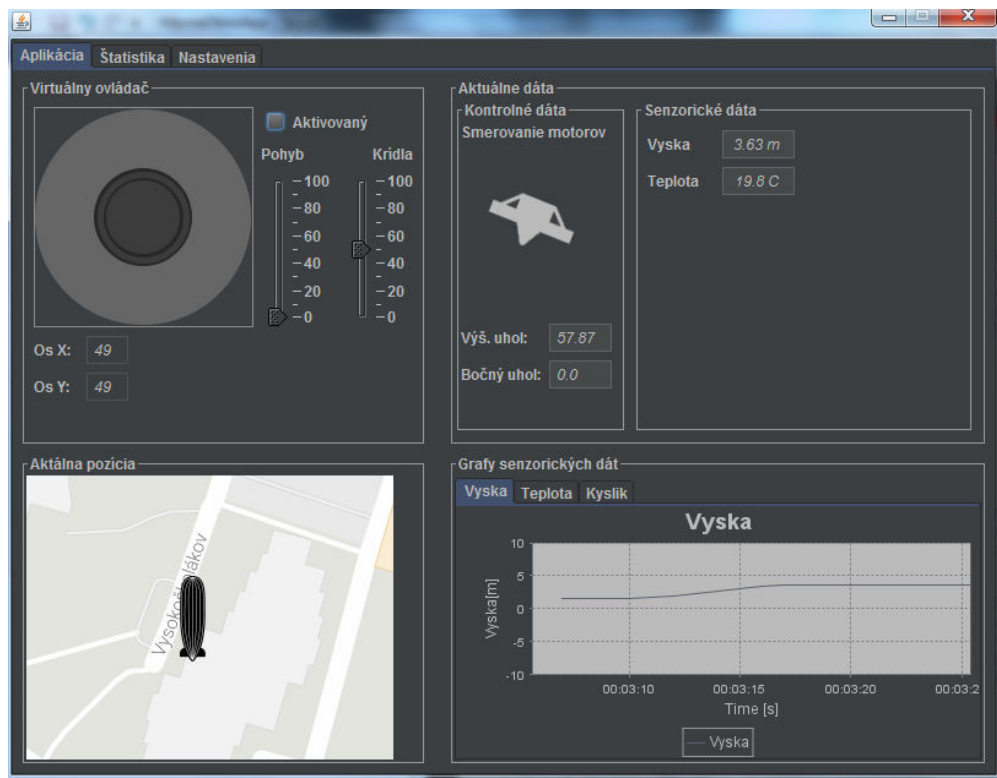 Aplikácia Štatistika Nastavenia
Virtuálny ovládač
Aktivovaný
Pohyb Krídla
100 100
80 80
60 60
40 40
20 20
0 0
Os X: 49
Os Y: 49
Aktuálne dáta
Kontrolné dáta
Smerovanie motorov
Výš. uhol: 57.87
Bočný uhol: 0.0
Senzorické dáta
Vyska 3.63 m
Teplota 19.8 C
Aktálna pozícia
Grafy senzorických dát
Vyska Teplota Kyslik
Vyska
Vyska[m]
10
5
0
-5
-10
00:03:10 00:03:15 00:03:20 00:03:2
Time [s]
Vyska